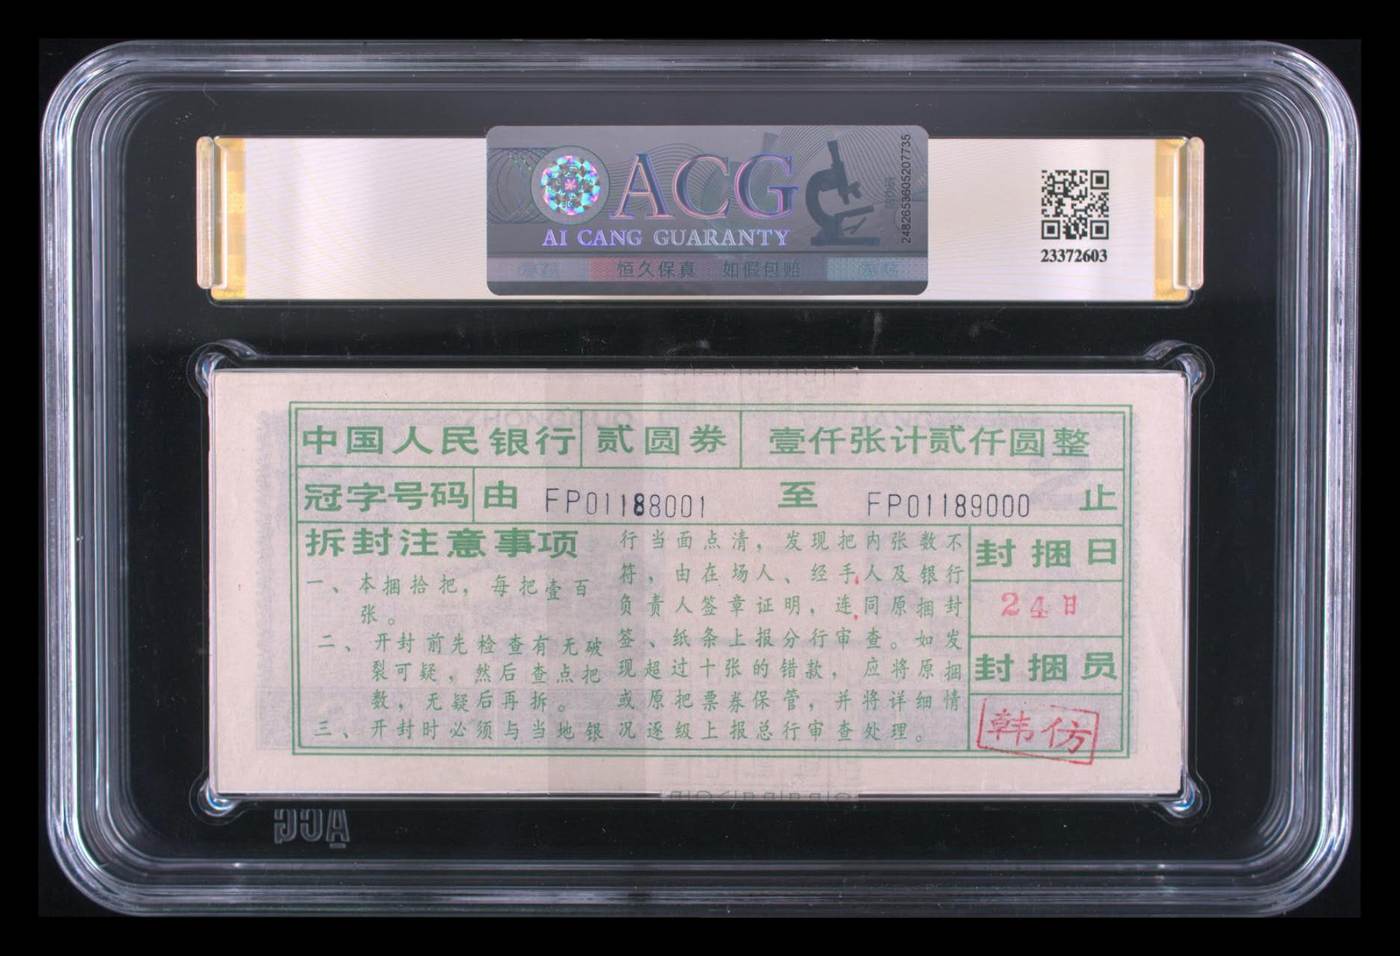 ACG
AI CANG GUARANTY
恒久保真 如假包赔
2482653605207735
23372603
中国人民银行 贰圆券 壹仟张计贰仟圆整
冠字号码 由 FP01188001 至 FP01189000 止
拆封注意事项
一、本捆拾把，每把壹百
张。
二、开封前先检查有无破
裂可疑，然后查点把
数，无疑后再拆。
三、开封时必须与当地银
行当面点清，发现把内张数不
符，由在场人、经手人及银行
负责人签章证明，连同原捆封
签、纸条上报分行审查。如发
现超过十张的错款，应将原捆
或原把票券保管，并将详细情
况逐级上报总行审查处理。
封捆日
24日
封捆员
韩仿
ACG